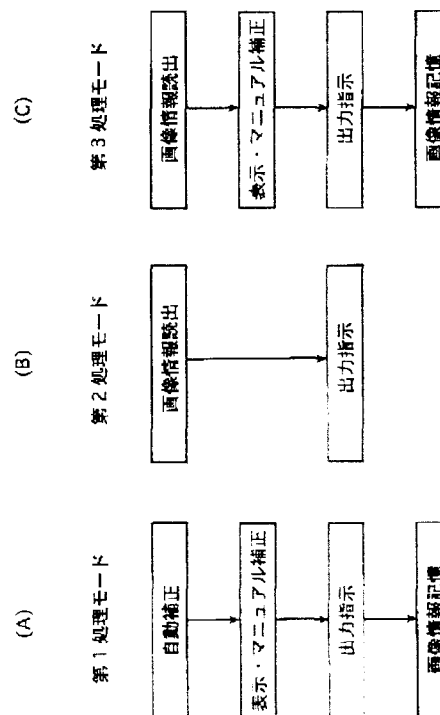 (A)
第1処理モード
自動補正
表示・マニュアル補正
出力指示
画像情報記憶
(B)
第2処理モード
画像情報読出
出力指示
(C)
第3処理モード
画像情報読出
表示・マニュアル補正
出力指示
画像情報記憶